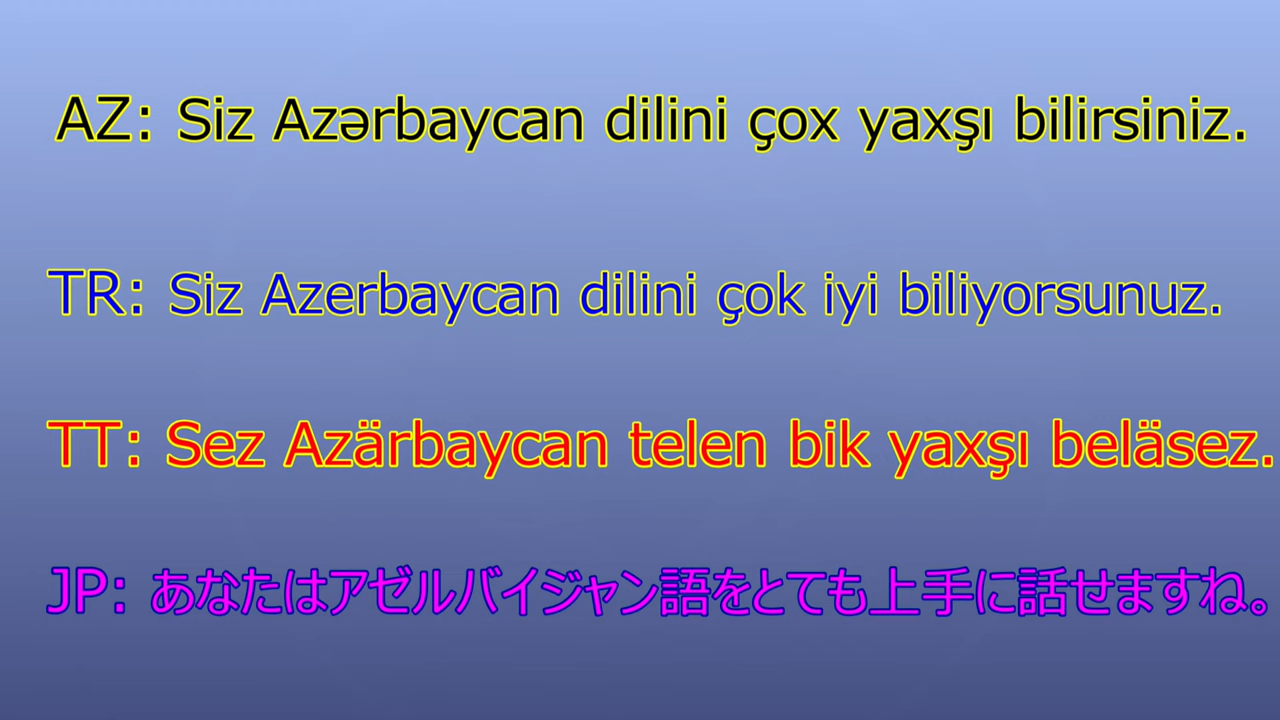 AZ: Siz Azərbaycan dilini çox yaxşı bilirsiniz.
TR: Siz Azerbaycan dilini çok iyi biliyorsunuz.
TT: Sez Azärbaycan telen bik yaxşı beläsez.
JP: あなたはアゼルバイジャン語をとても上手に話せますね。